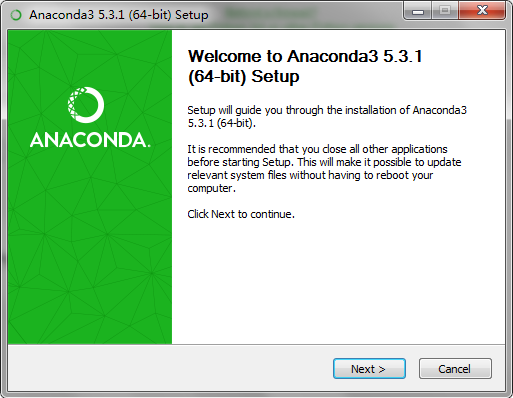 Anaconda3 5.3.1 (64-bit) Setup
Welcome to Anaconda3 5.3.1
(64-bit) Setup
Setup will guide you through the installation of Anaconda3
5.3.1 (64-bit).
It is recommended that you close all other applications
before starting Setup. This will make it possible to update
relevant system files without having to reboot your
computer.
Click Next to continue.
ANACONDA.
Next >
Cancel